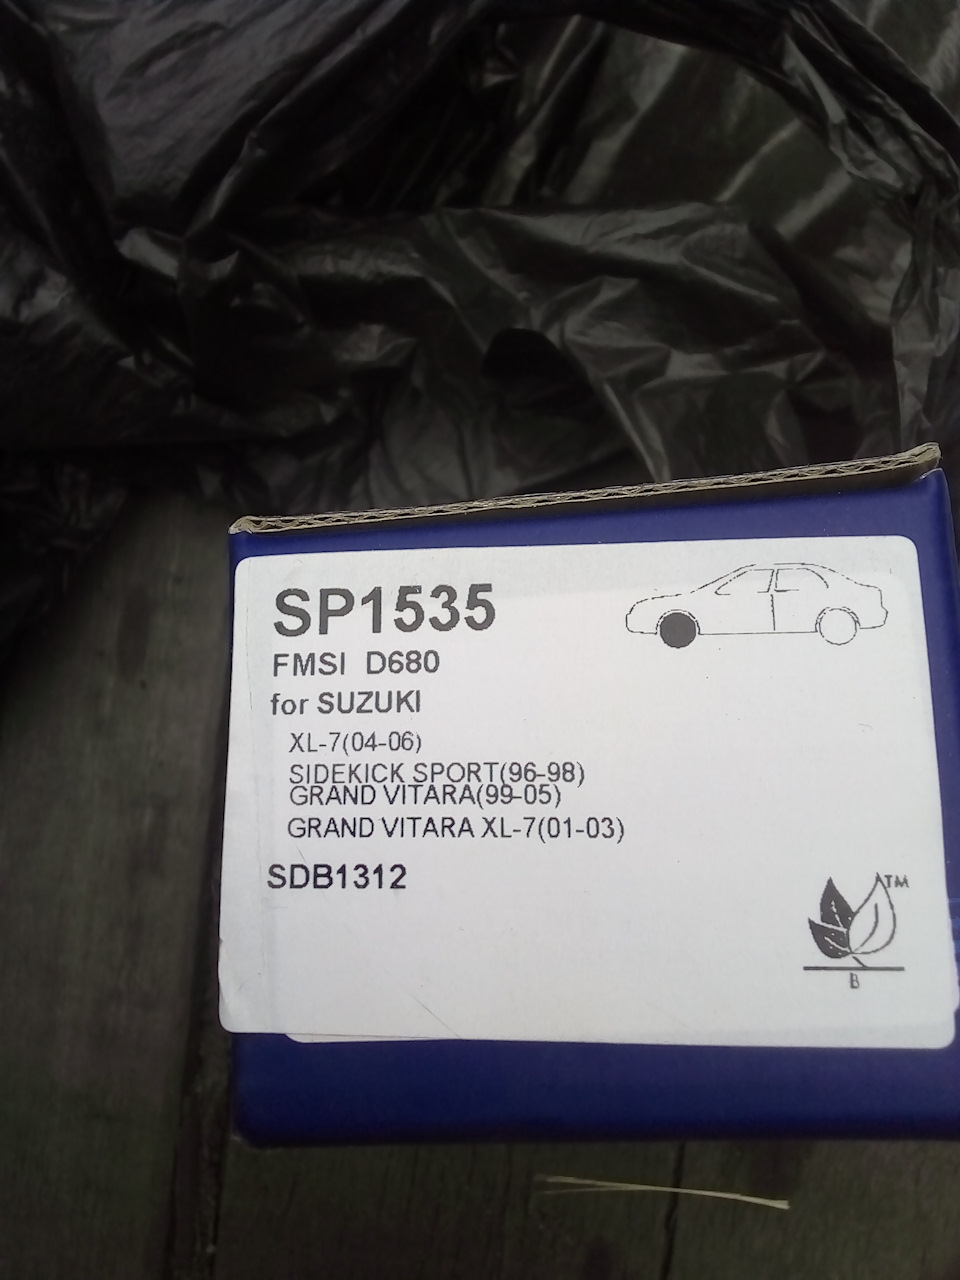 SP1535
FMSI D680
for SUZUKI
XL-7(04-06)
SIDEKICK SPORT(96-98)
GRAND VITARA(99-05)
GRAND VITARA XL-7(01-03)
SDB1312
TM
B